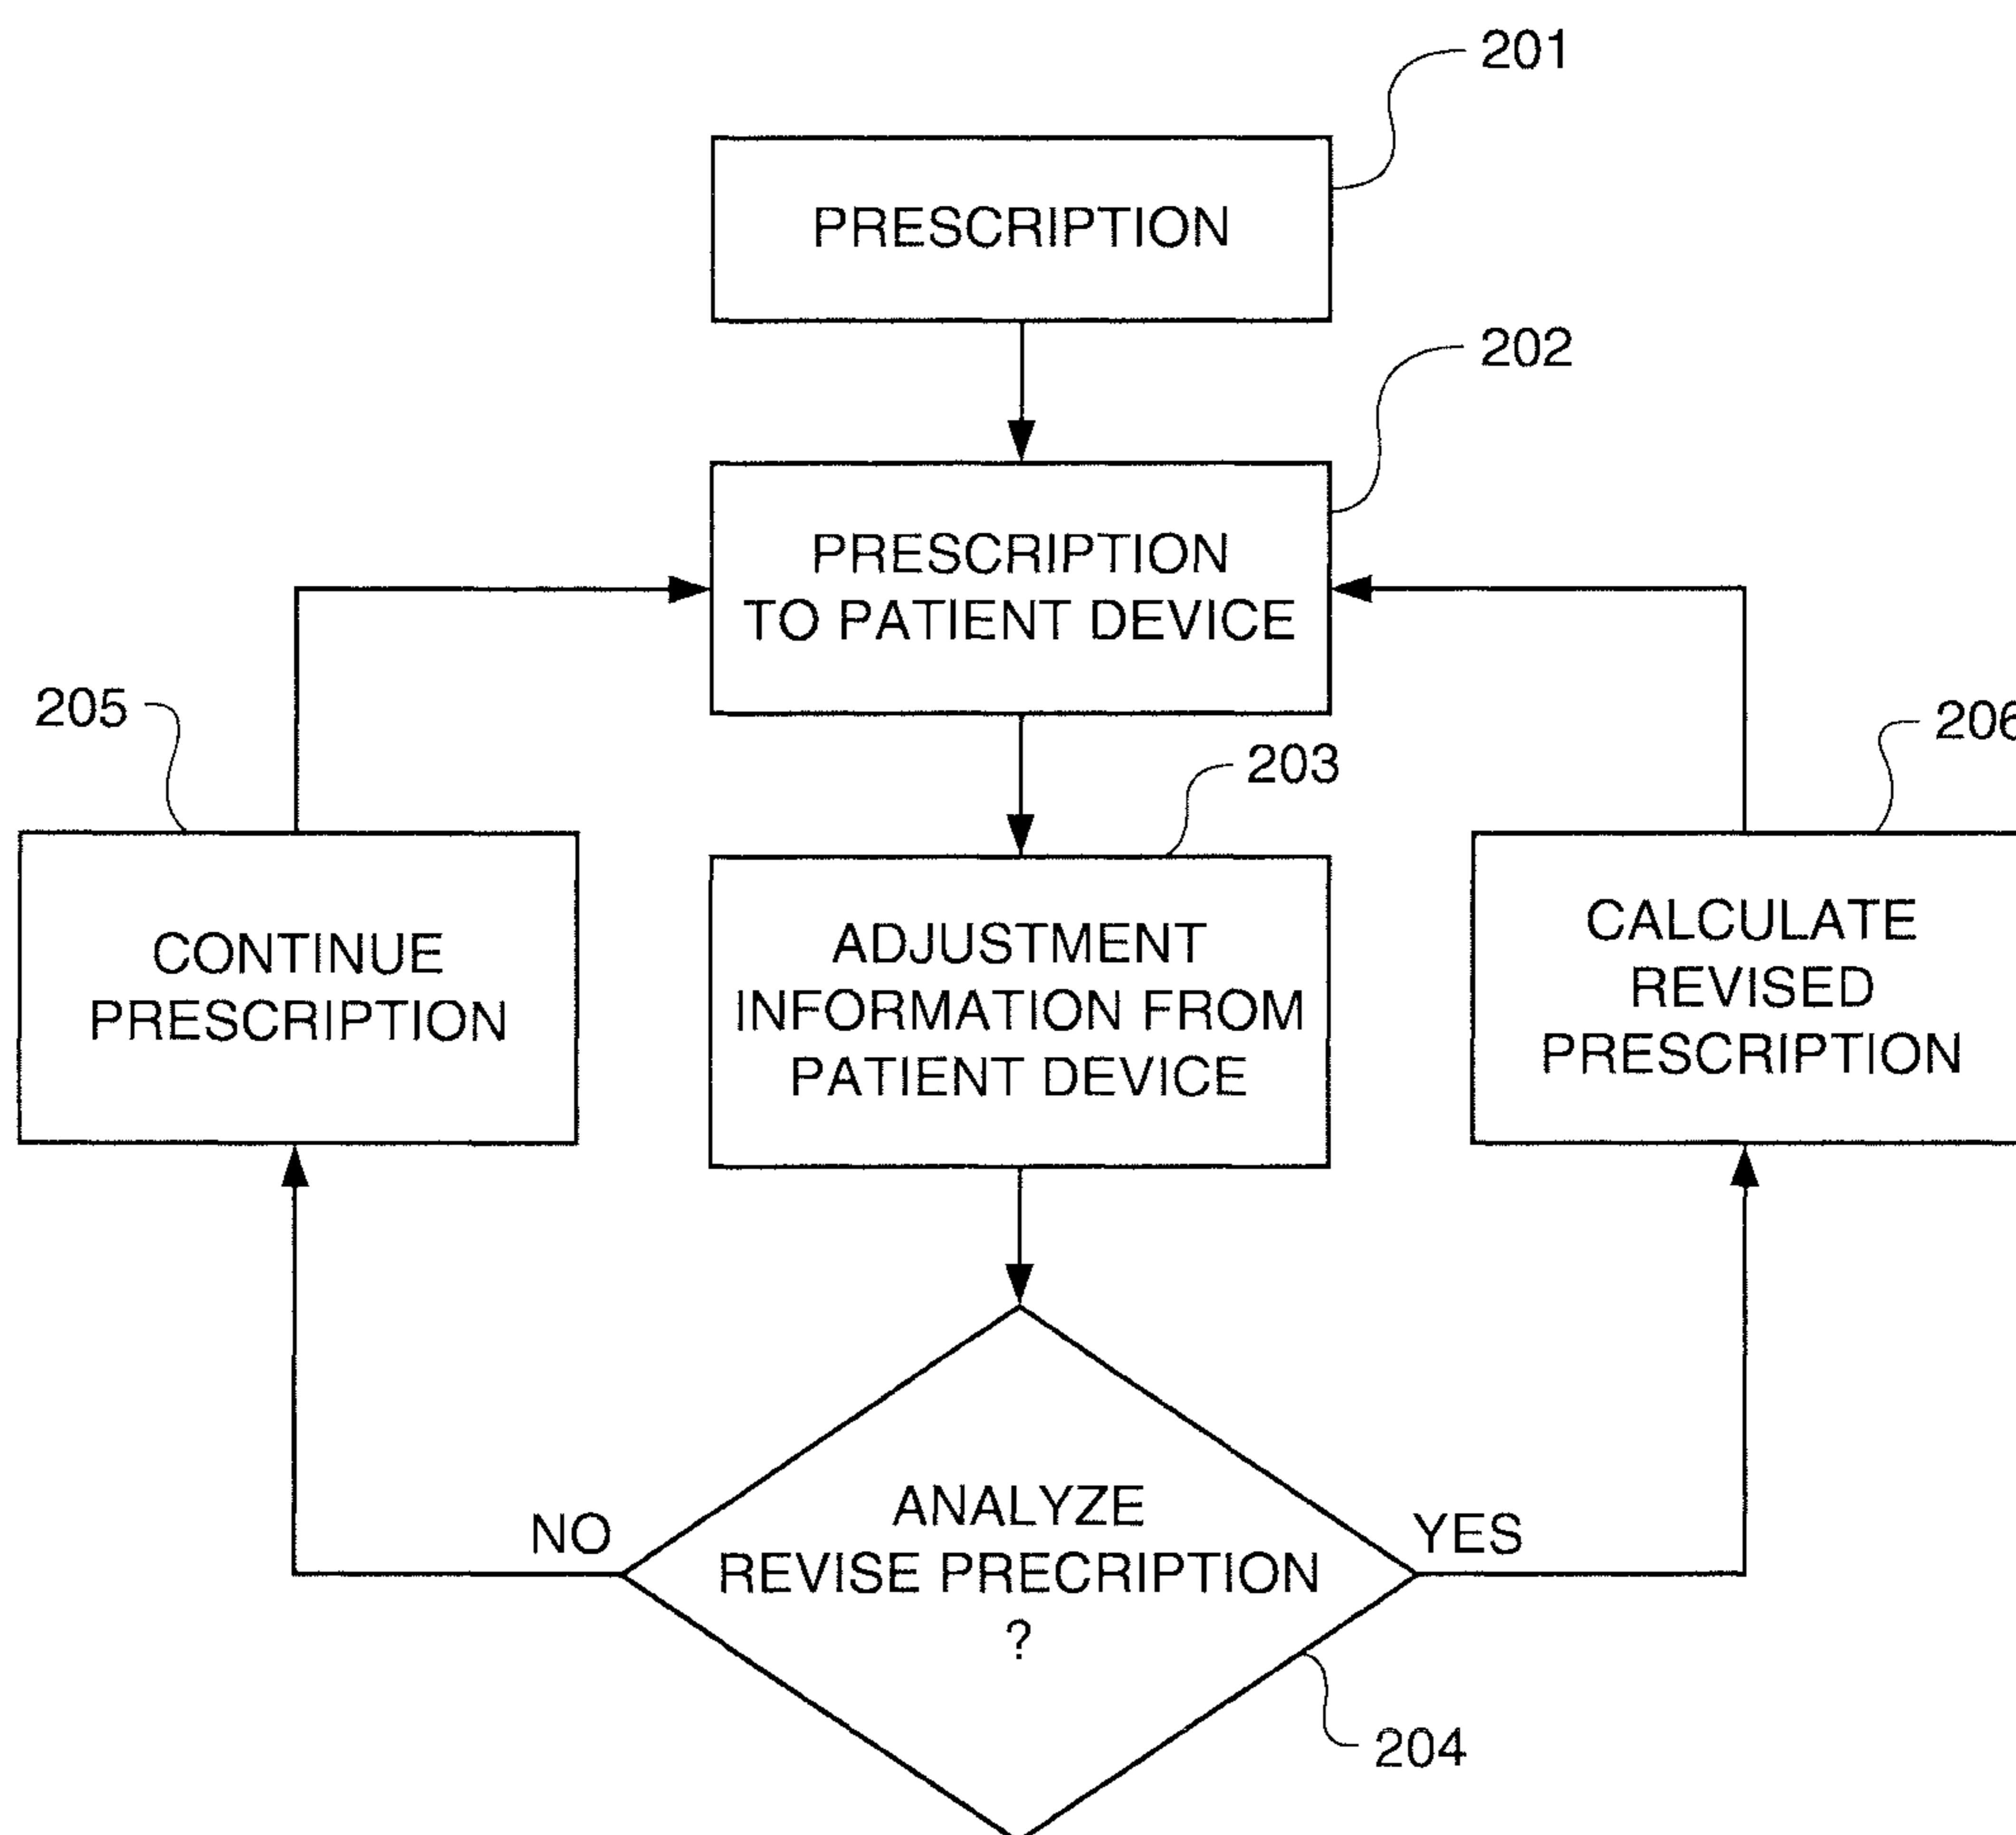 201
PRESCRIPTION
202
PRESCRIPTION
TO PATIENT DEVICE
205
206
203
CONTINUE
PRESCRIPTION
ADJUSTMENT
INFORMATION FROM
PATIENT DEVICE
CALCULATE
REVISED
PRESCRIPTION
NO
ANALYZE
REVISE PRECRIPTION
?
YES
204